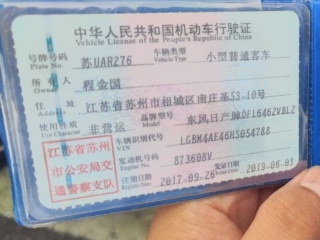 中华人民共和国机动车行驶证
Vehicle License of the People's Republic of China
号牌号码 苏UAR276 车辆类型 小型普通客车
Plate No. Vehicle Type
所有人 程金国
Owner
住址 江苏省苏州市相城区南庄基53-10号
Address
使用性质 非营运 品牌型号 东风日产牌DFL6462VBL2
Use Character Model
江苏省苏州市公安局交通警察支队
车辆识别代号 LGBM4AE46HS054788
VIN
发动机号码 873608V
Engine No.
注册日期 2017-09-26 发证日期 2019-06-03
Register Date Issue Date